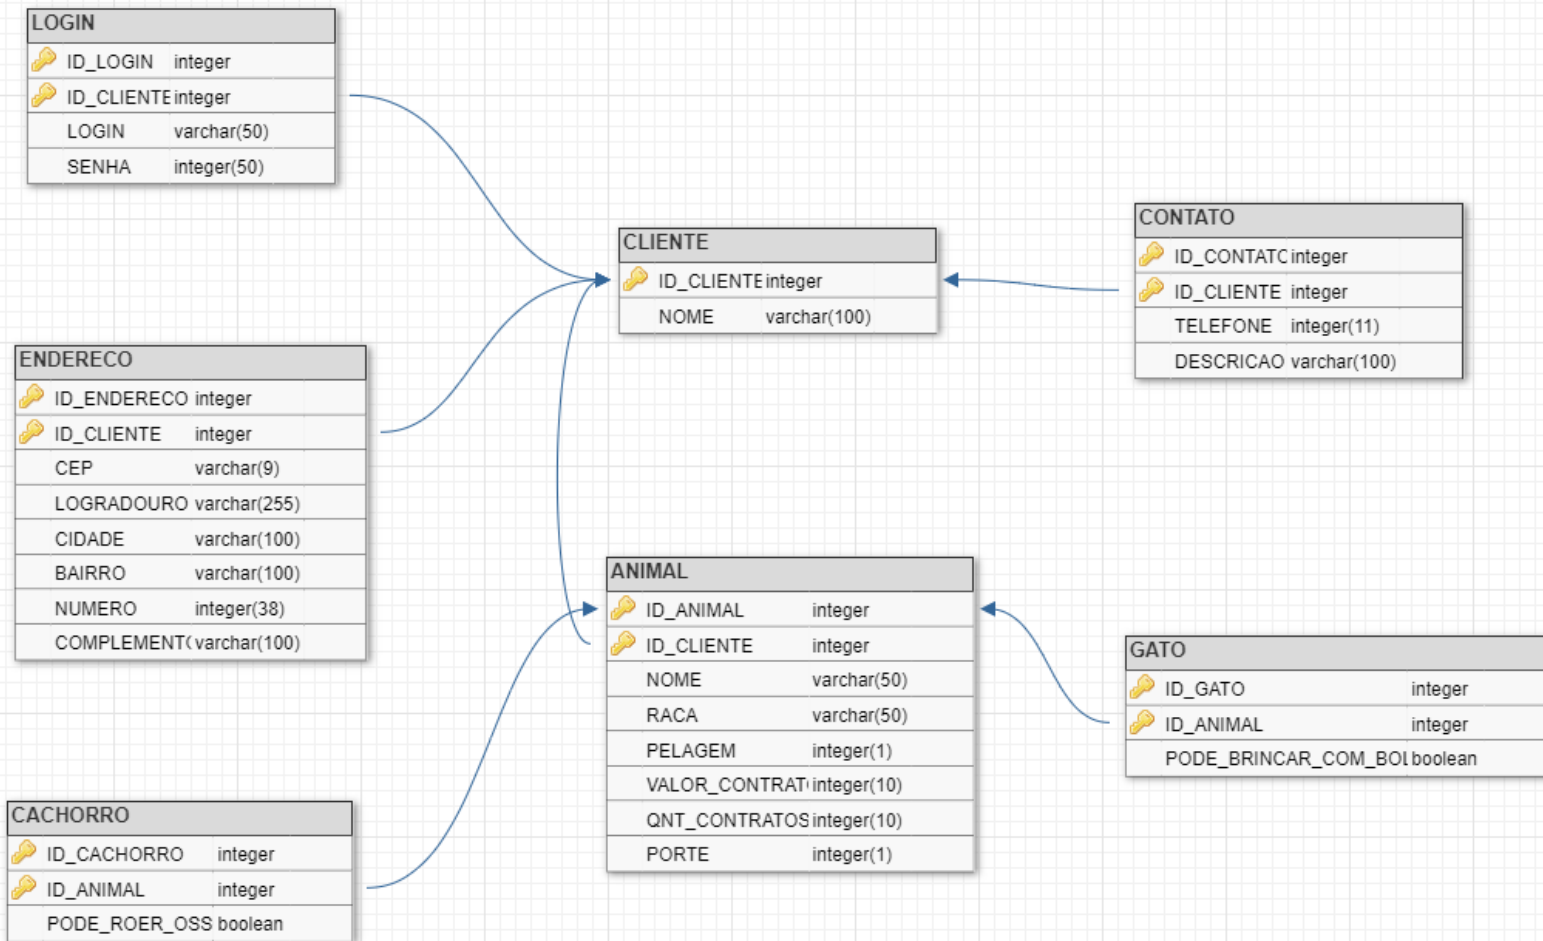 LOGIN
ID_LOGIN integer
ID_CLIENTE integer
LOGIN varchar(50)
SENHA integer(50)
CLIENTE
ID_CLIENTE integer
NOME varchar(100)
CONTATO
ID_CONTATC integer
ID_CLIENTE integer
TELEFONE integer(11)
DESCRICAO varchar(100)
ENDERECO
ID_ENDERECO integer
ID_CLIENTE integer
CEP varchar(9)
LOGRADOURO varchar(255)
CIDADE varchar(100)
BAIRRO varchar(100)
NUMERO integer(38)
COMPLEMENT( varchar(100)
ANIMAL
ID_ANIMAL integer
ID_CLIENTE integer
NOME varchar(50)
RACA varchar(50)
PELAGEM integer(1)
VALOR_CONTRAT integer(10)
QNT_CONTRATOS integer(10)
PORTE integer(1)
GATO
ID_GATO integer
ID_ANIMAL integer
PODE_BRINCAR_COM_BOL boolean
CACHORRO
ID_CACHORRO integer
ID_ANIMAL integer
PODE_ROER_OSS boolean